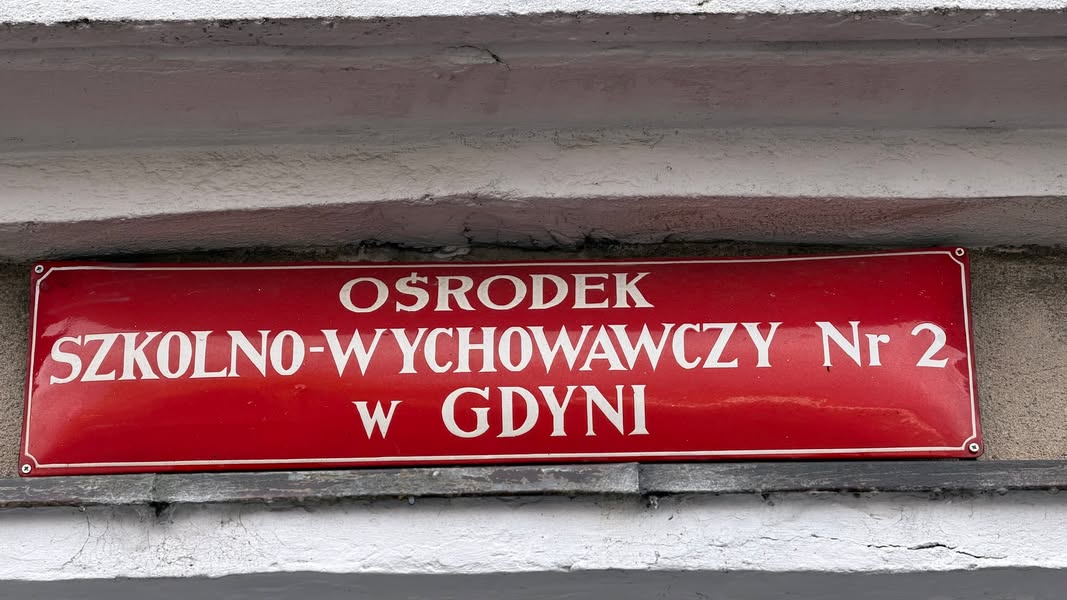 OŚRODEK
SZKOLNO-WYCHOWAWCZY Nr 2
w GDYNI